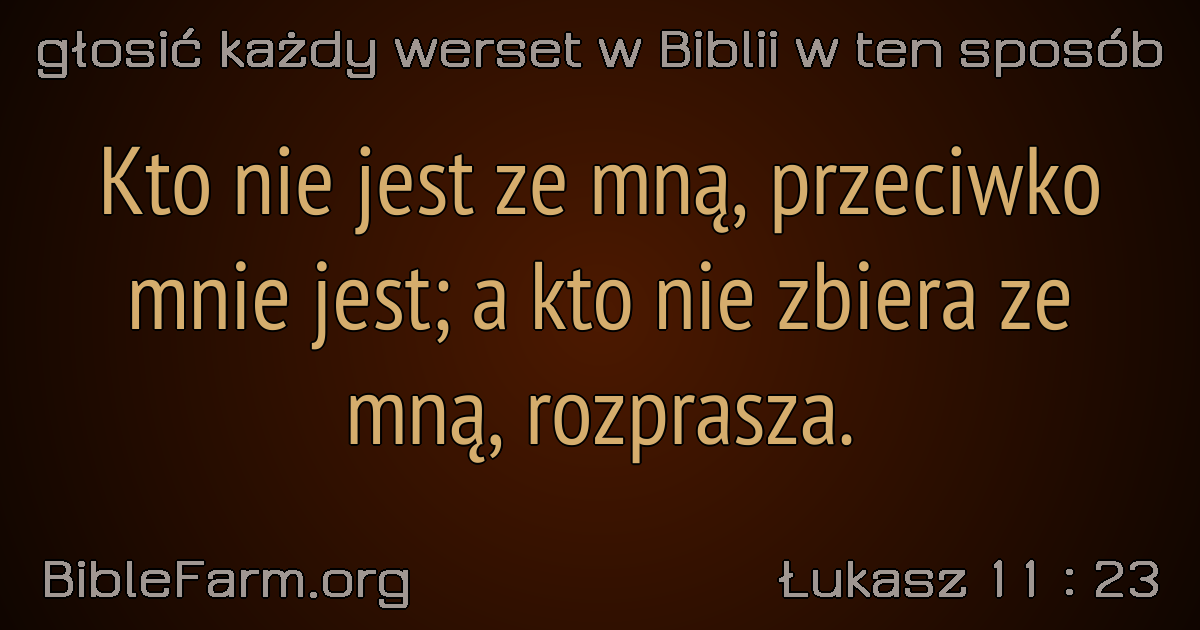 głosić każdy werset w Biblii w ten sposób
Kto nie jest ze mną, przeciwko
mnie jest; a kto nie zbiera ze
mną, rozprasza.
BibleFarm.org
Łukasz 11 : 23